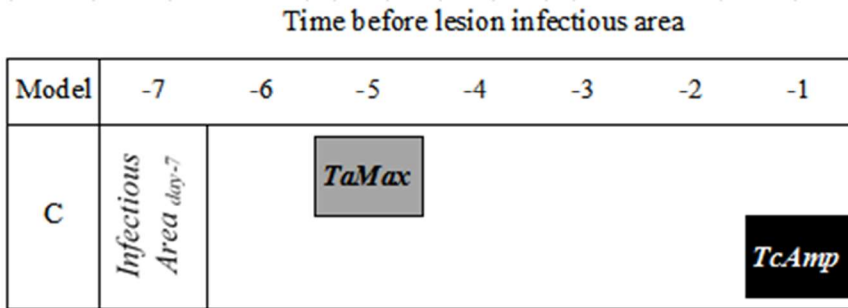 Time before lesion infectious area
Model -7 -6 -5 -4 -3 -2 -1
C
Infectious
Area day-7
TaMax
TcAmp